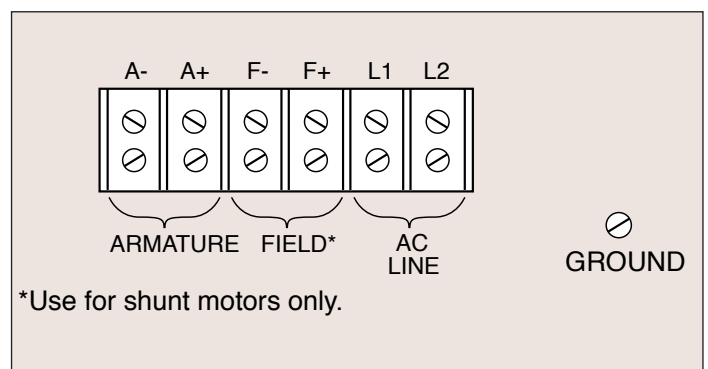 A- A+ F- F+ L1 L2
ARMATURE FIELD* AC
LINE
GROUND
*Use for shunt motors only.